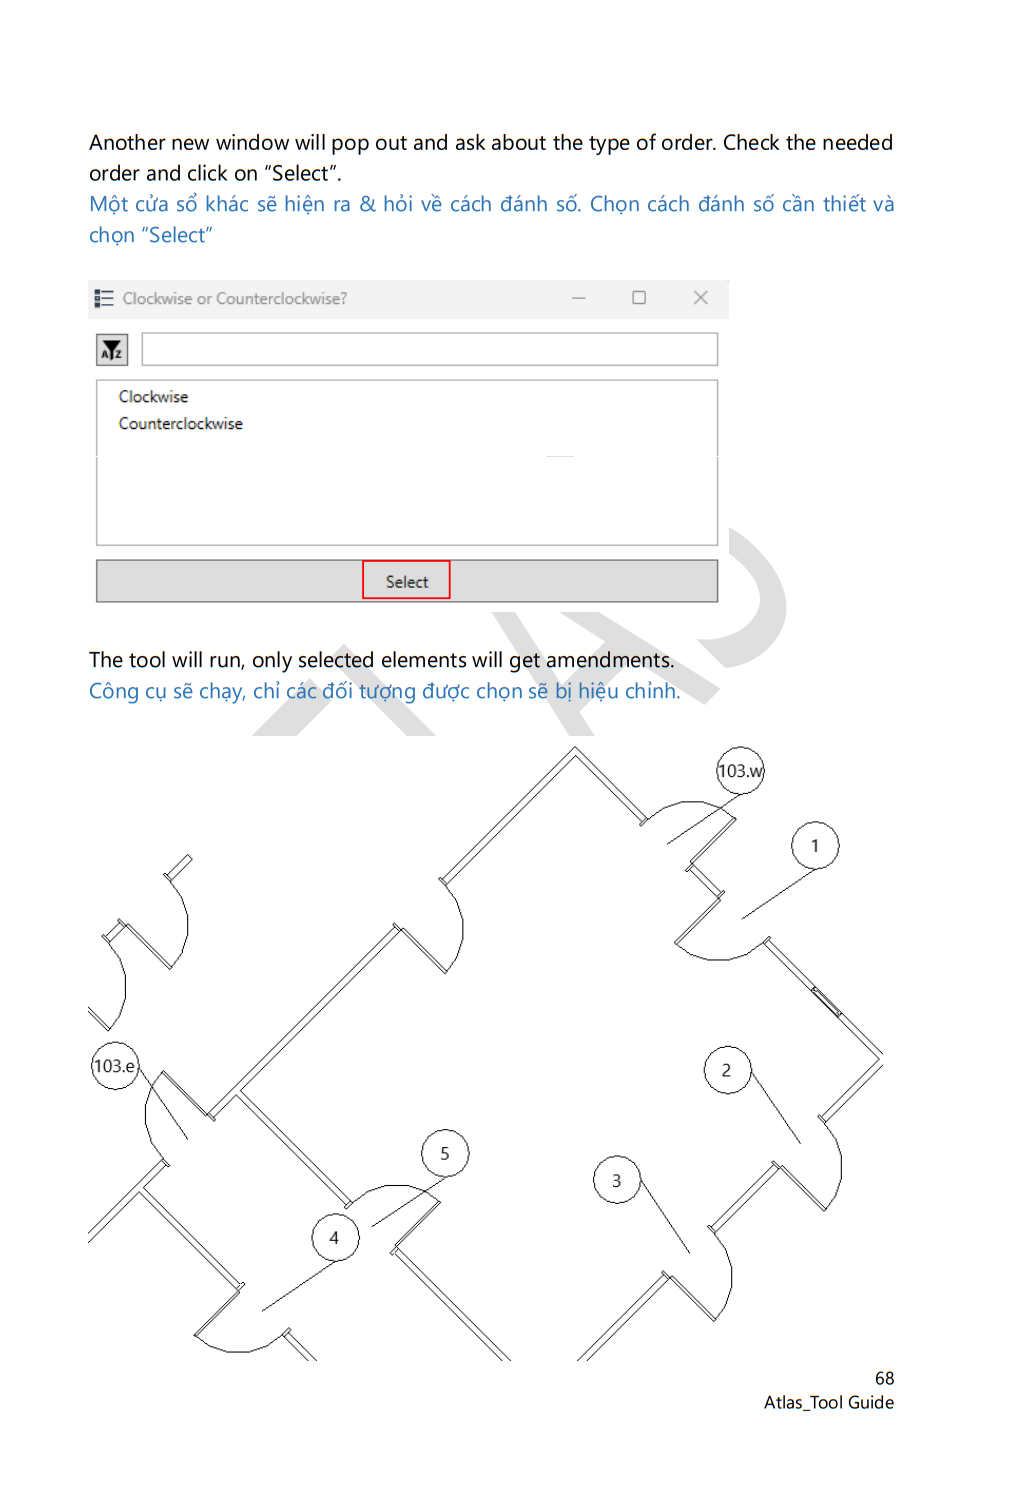 Another new window will pop out and ask about the type of order. Check the needed
order and click on “Select”.
Một cửa sổ khác sẽ hiện ra & hỏi về cách đánh số. Chọn cách đánh số cần thiết và
chọn “Select”
Clockwise or Counterclockwise?
AZ
Clockwise
Counterclockwise
Select
The tool will run, only selected elements will get amendments.
Công cụ sẽ chạy, chỉ các đối tượng được chọn sẽ bị hiệu chỉnh.
103.w
1
103.e
2
5
3
4
68
Atlas_Tool Guide